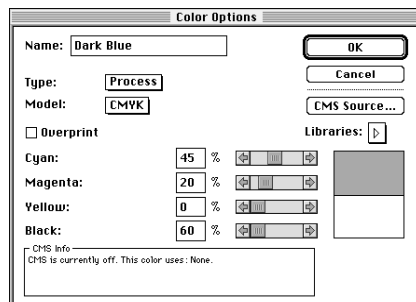 Color Options
Name: Dark Blue
OK
Cancel
Type: Process
Model: CMYK
CMS Source...
Overprint
Libraries:
Cyan: 45 %
Magenta: 20 %
Yellow: 0 %
Black: 60 %
CMS Info
CMS is currently off. This color uses: None.